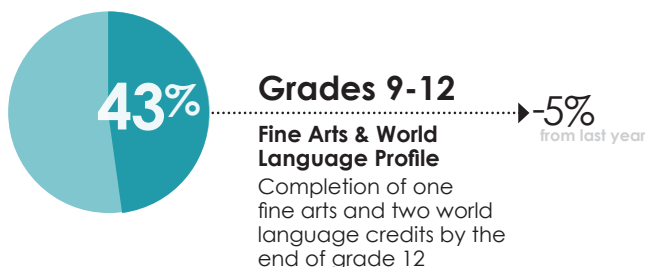 43%
Grades 9-12
Fine Arts & World
Language Profile
Completion of one
fine arts and two world
language credits by the
end of grade 12
-5%
from last year